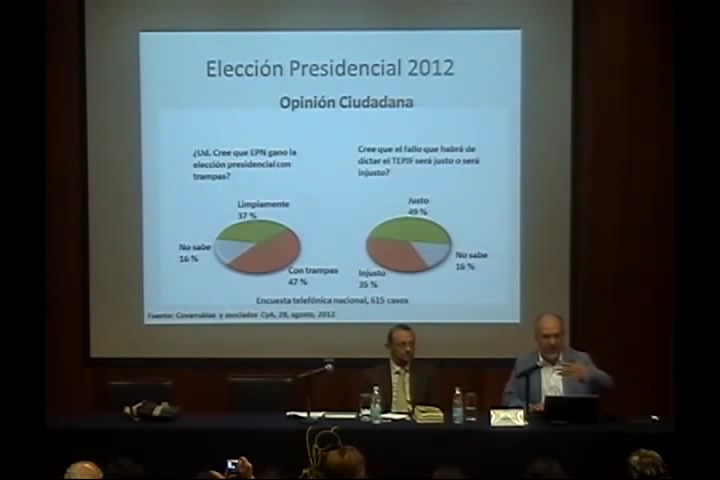 Elección Presidencial 2012
Opinión Ciudadana
¿Ud. Cree que EPN gano la
elección presidencial con
trampas?
Limpiamente
37 %
No sabe
16 %
Con trampas
47 %
Cree que el fallo que habrá de
dictar el TEPJF será justo o será
injusto?
Justo
49 %
No sabe
16 %
Injusto
35 %
Encuesta telefónica nacional, 615 casos
Fuente: Covarrubias y asociados CyA, 28, agosto, 2012